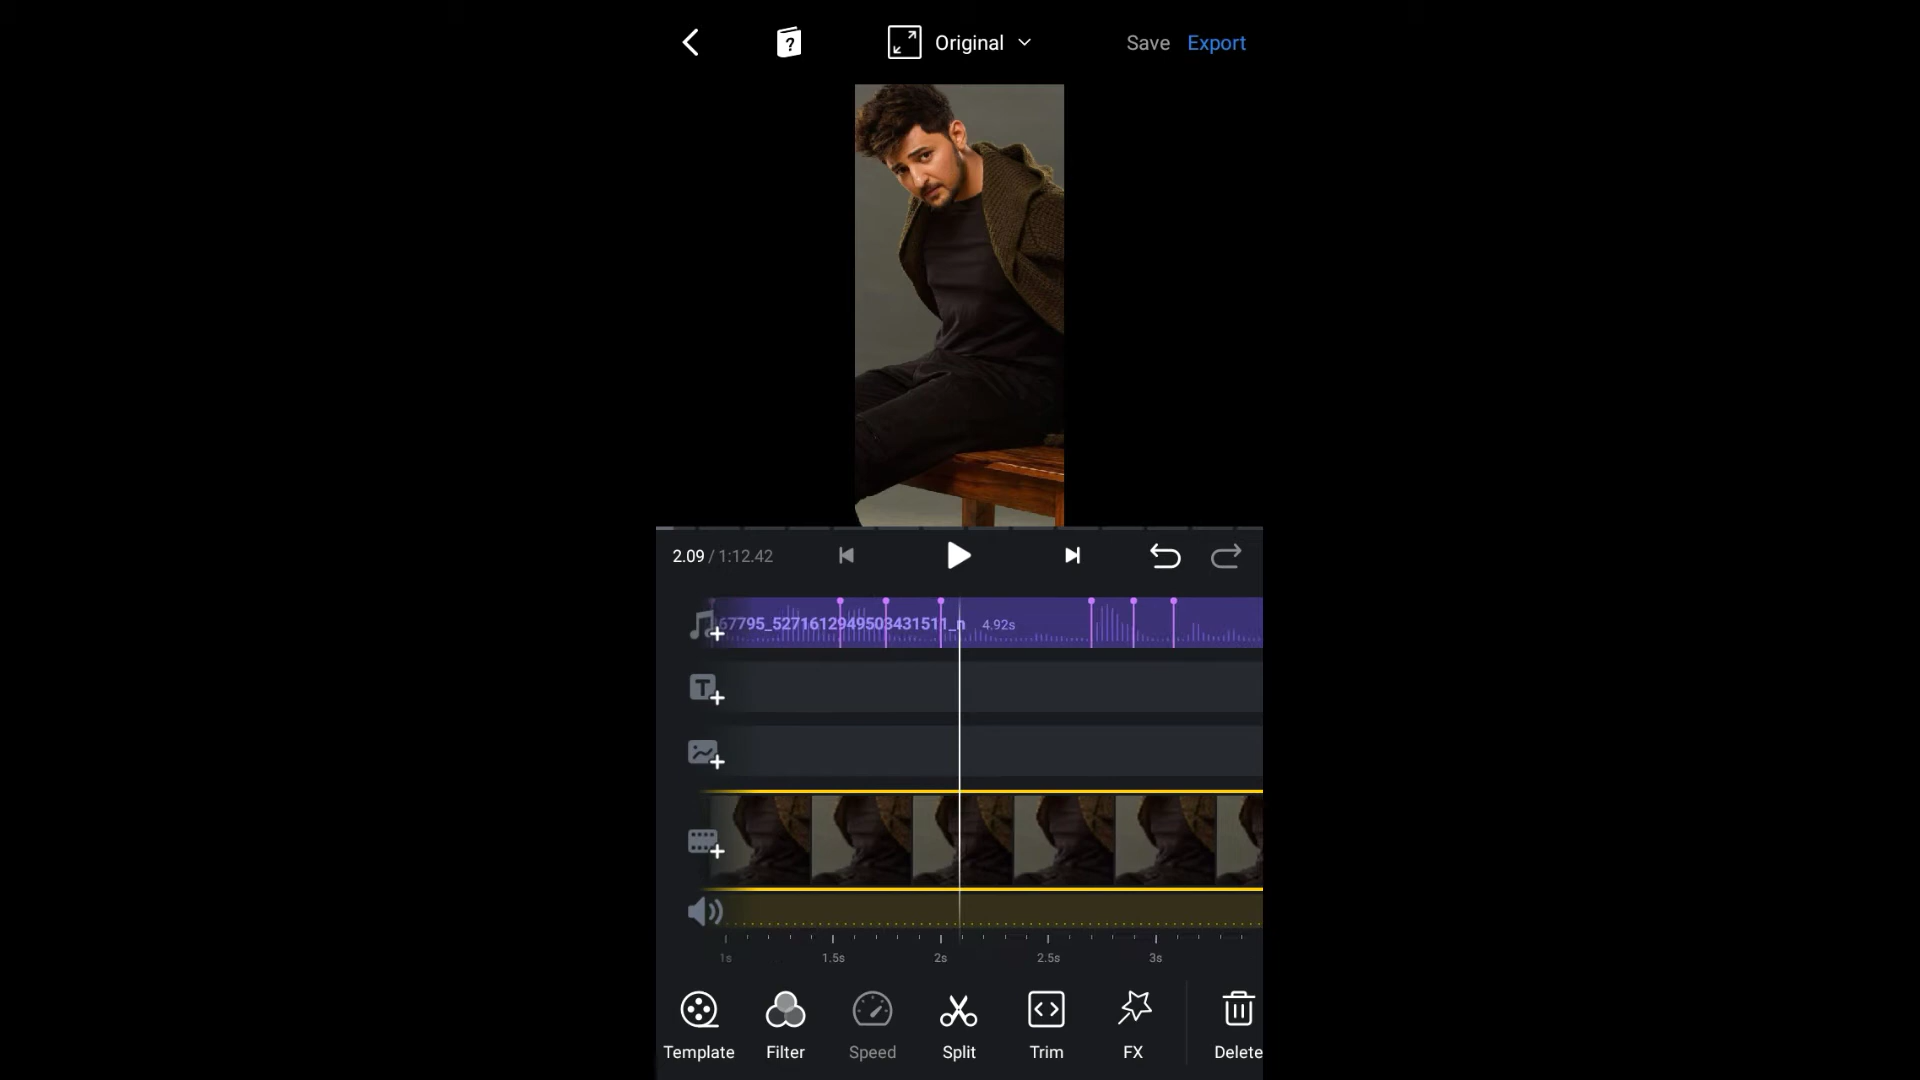 Original
Save Export
2.09 / 1:12.42
67795_5271612949503431511_n 4.92s
1s 1.5s 2s 2.5s 3s
Template Filter Speed Split Trim FX Delete